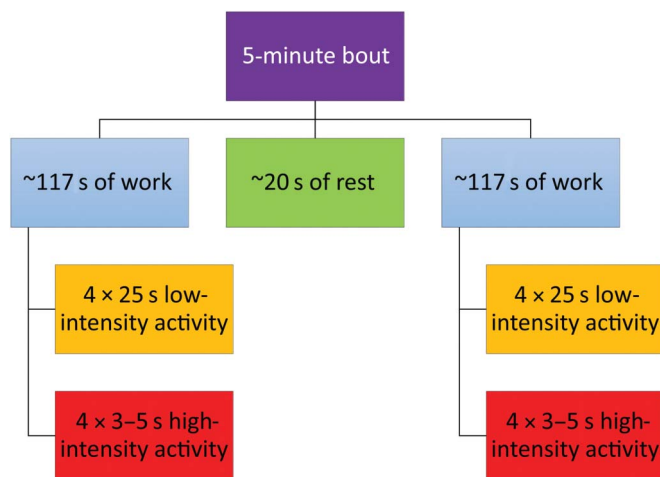 5-minute bout
~117 s of work
~20 s of rest
~117 s of work
4 × 25 s low-
intensity activity
4 × 25 s low-
intensity activity
4 × 3–5 s high-
intensity activity
4 × 3–5 s high-
intensity activity